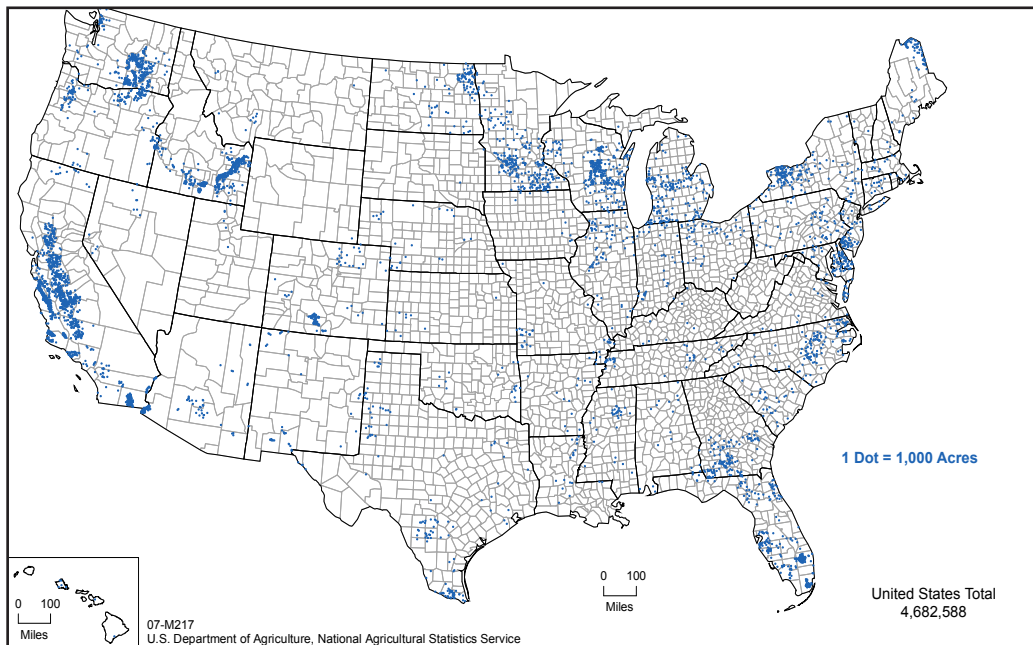 1 Dot = 1,000 Acres
United States Total
4,682,588
0 100
Miles
0 100
Miles
07-M217
U.S. Department of Agriculture, National Agricultural Statistics Service